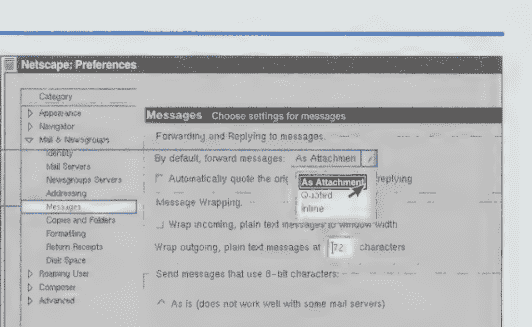 Netscape: Preferences
Category
Appearance
Navigator
Mail & Newsgroups
Identity
Mail Servers
Newsgroups Servers
Addressing
Messages
Copies and Folders
Formatting
Return Receipts
Disk Space
Roaming User
Composer
Advanced
Messages Choose settings for messages
Forwarding and Replying to messages.
By default, forward messages: As Attachmen
Automatically quote the orig replying
As Attachment
Quoted
Inline
Message Wrapping.
Wrap incoming, plain text messages to window width
Wrap outgoing, plain text messages at 72 characters
Send messages that use 8-bit characters:
As is (does not work well with some mail servers)